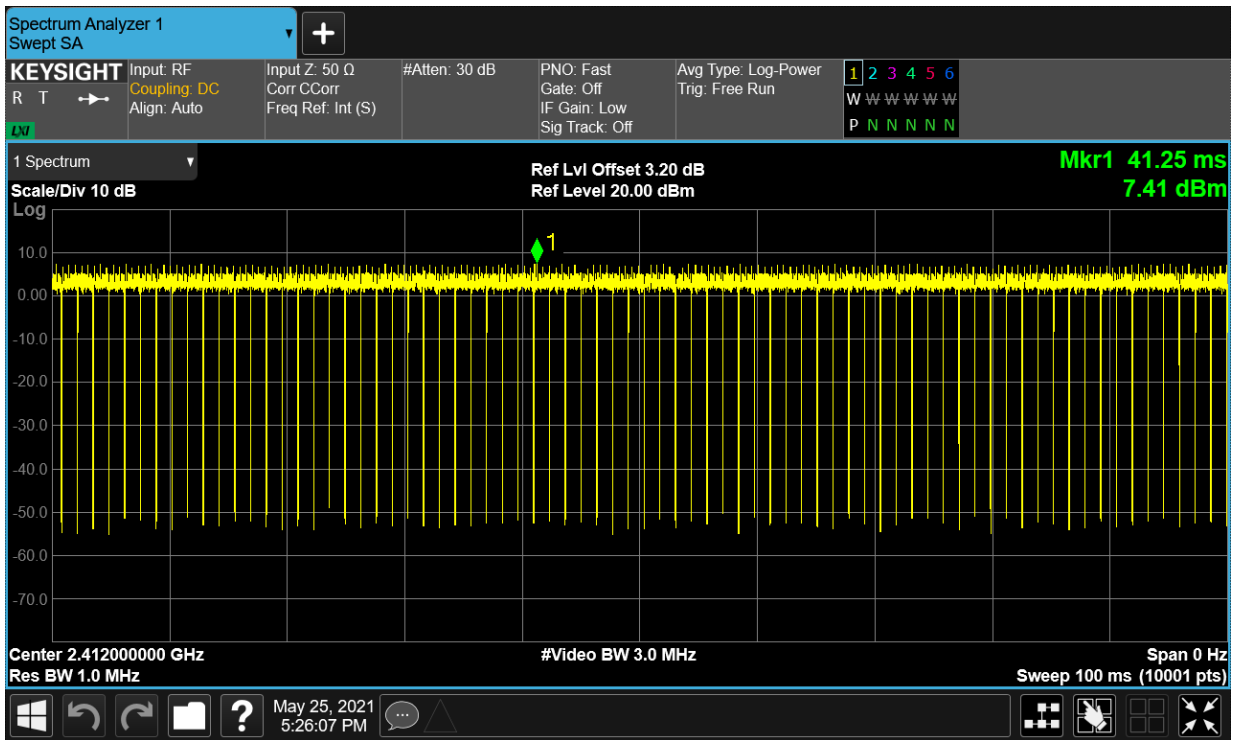 Spectrum Analyzer 1
Swept SA
+
KEYSIGHT Input: RF Input Z: 50 Ω #Atten: 30 dB PNO: Fast Avg Type: Log-Power 1 2 3 4 5 6
R T Coupling: DC Corr CCorr Gate: Off Trig: Free Run W W W W W W
Align: Auto Freq Ref: Int (S) IF Gain: Low
LXI Sig Track: Off P N N N N N
1 Spectrum Ref Lvl Offset 3.20 dB Mkr1 41.25 ms
Scale/Div 10 dB Ref Level 20.00 dBm 7.41 dBm
Log
1
10.0
0.00
-10.0
-20.0
-30.0
-40.0
-50.0
-60.0
-70.0
Center 2.412000000 GHz #Video BW 3.0 MHz Span 0 Hz
Res BW 1.0 MHz Sweep 100 ms (10001 pts)
? May 25, 2021
5:26:07 PM